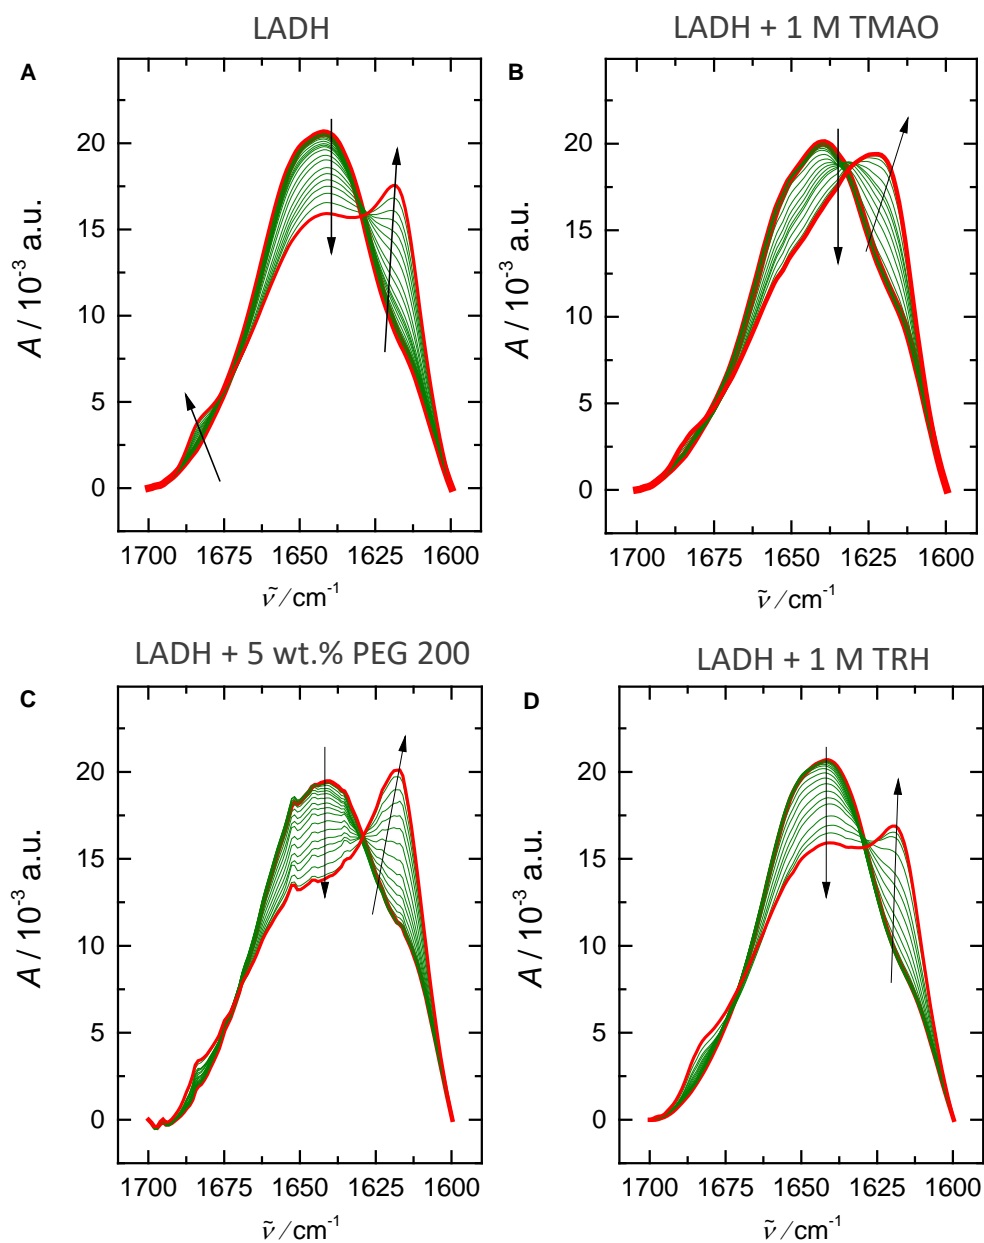 LADH
LADH + 1 M TMAO
A
B
20
15
10
5
0
A / 10⁻³ a.u.
1700 1675 1650 1625 1600
ν̃ / cm⁻¹
20
15
10
5
0
A / 10⁻³ a.u.
1700 1675 1650 1625 1600
ν̃ / cm⁻¹
LADH + 5 wt.% PEG 200
LADH + 1 M TRH
C
D
20
15
10
5
0
A / 10⁻³ a.u.
1700 1675 1650 1625 1600
ν̃ / cm⁻¹
20
15
10
5
0
A / 10⁻³ a.u.
1700 1675 1650 1625 1600
ν̃ / cm⁻¹